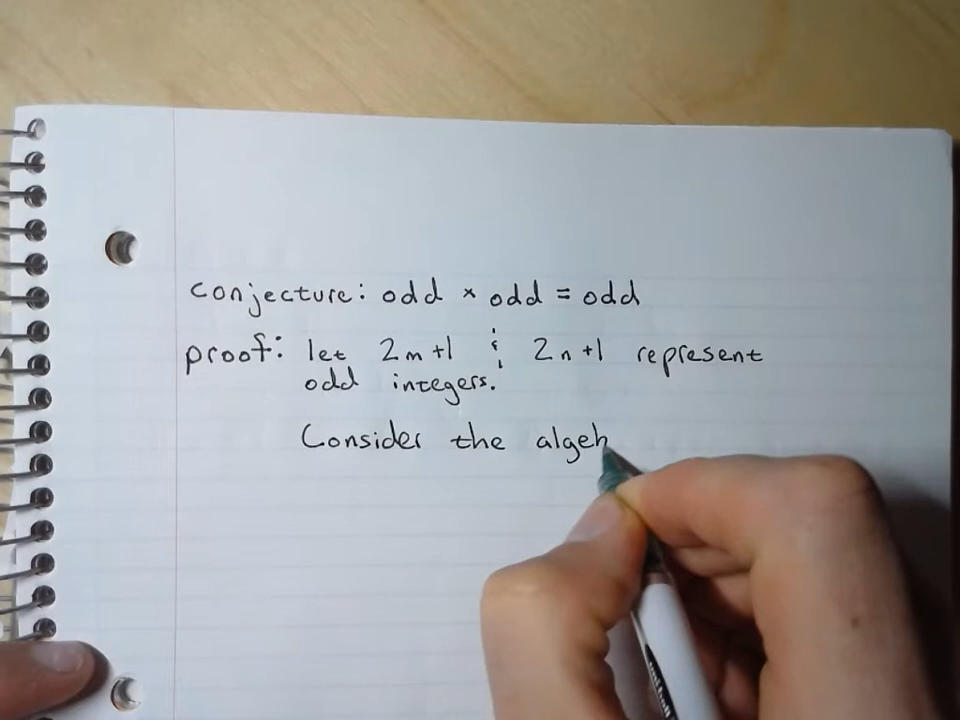 conjecture: odd × odd = odd
proof: let 2m+1 & 2n+1 represent
odd integers.
Consider the algeb